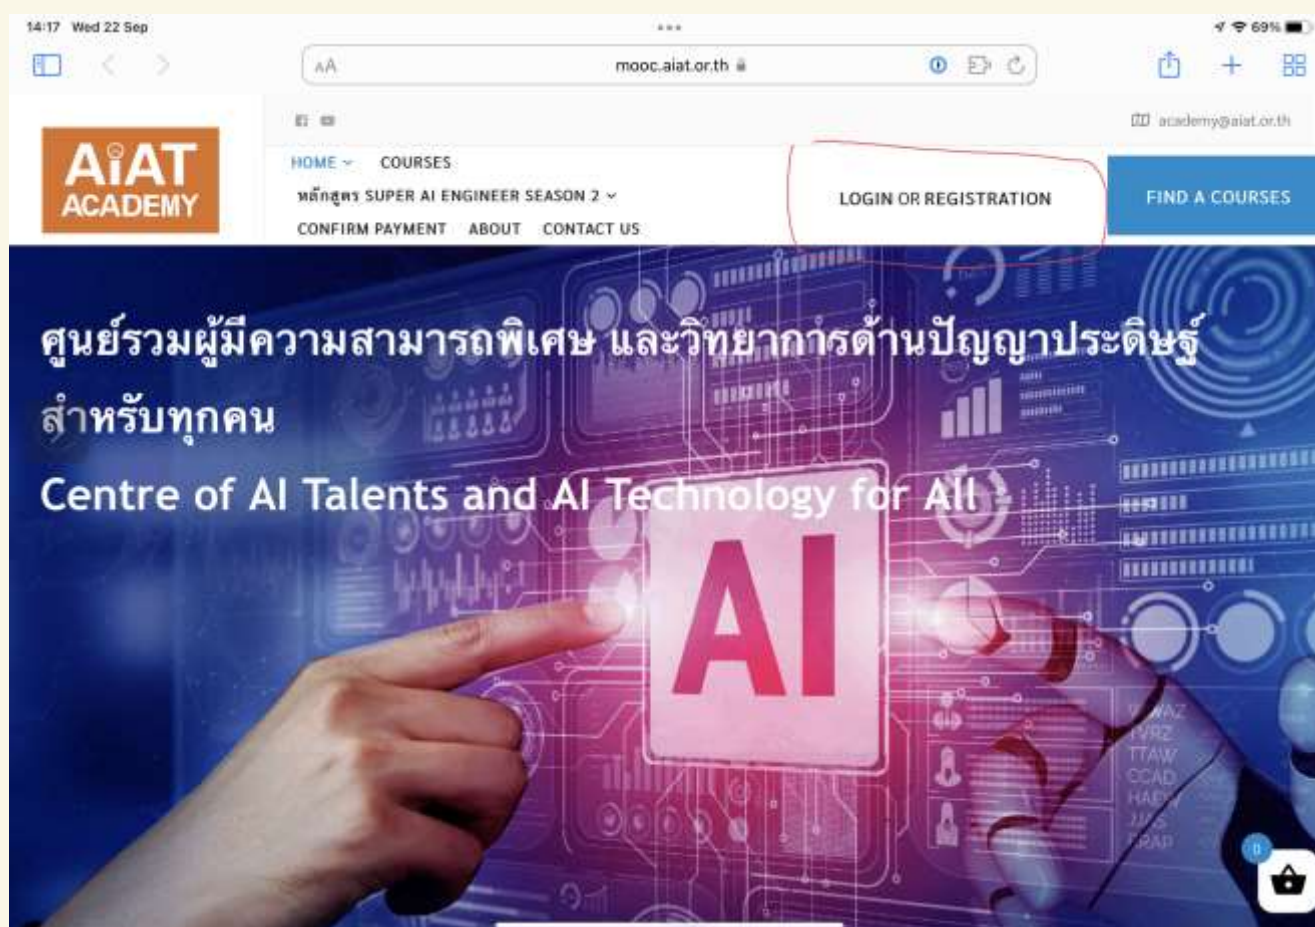 14:17 Wed 22 Sep
69%
AA
mooc.aiat.or.th
academy@aiat.or.th
AiAT
ACADEMY
HOME
COURSES
หลักสูตร SUPER AI ENGINEER SEASON 2
CONFIRM PAYMENT ABOUT CONTACT US
LOGIN OR REGISTRATION
FIND A COURSES
ศูนย์รวมผู้มีความสามารถพิเศษ และวิทยาการด้านปัญญาประดิษฐ์
สำหรับทุกคน
Centre of AI Talents and AI Technology for All
AI
TTAW
CCAD
0